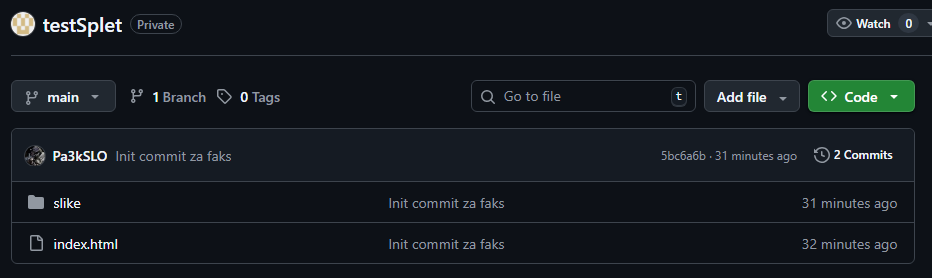 testSplet Private Watch 0
main 1 Branch 0 Tags Go to file t Add file Code
Pa3kSLO Init commit za faks 5bc6a6b · 31 minutes ago 2 Commits
slike Init commit za faks 31 minutes ago
index.html Init commit za faks 32 minutes ago